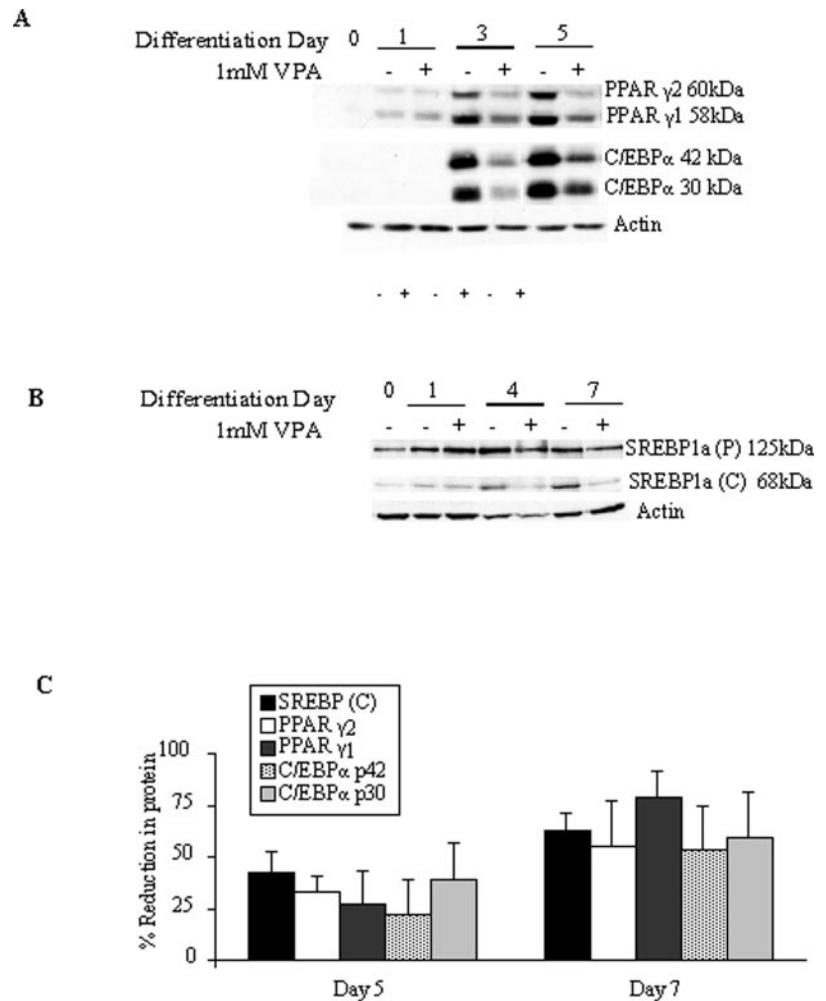 A
Differentiation Day 0 1 3 5
1mM VPA - + - + - +
PPAR γ2 60kDa
PPAR γ1 58kDa
C/EBPα 42 kDa
C/EBPα 30 kDa
Actin
- + - + - +
B
Differentiation Day 0 1 4 7
1mM VPA - - + - + - +
SREBP1a (P) 125kDa
SREBP1a (C) 68kDa
Actin
C
SREBP (C)
PPAR γ2
PPAR γ1
C/EBPα p42
C/EBPα p30
% Reduction in protein
100
75
50
25
0
Day 5 Day 7